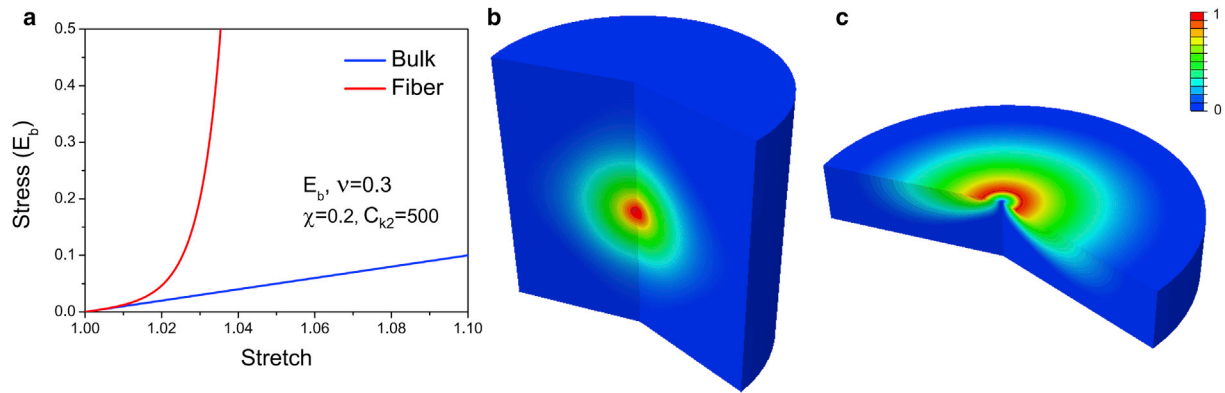 a
0.5
0.4
0.3
0.2
0.1
0.0
Stress (E_b)
Bulk
Fiber
E_b, ν=0.3
χ=0.2, C_k2=500
1.00 1.02 1.04 1.06 1.08 1.10
Stretch
b
c
1
0